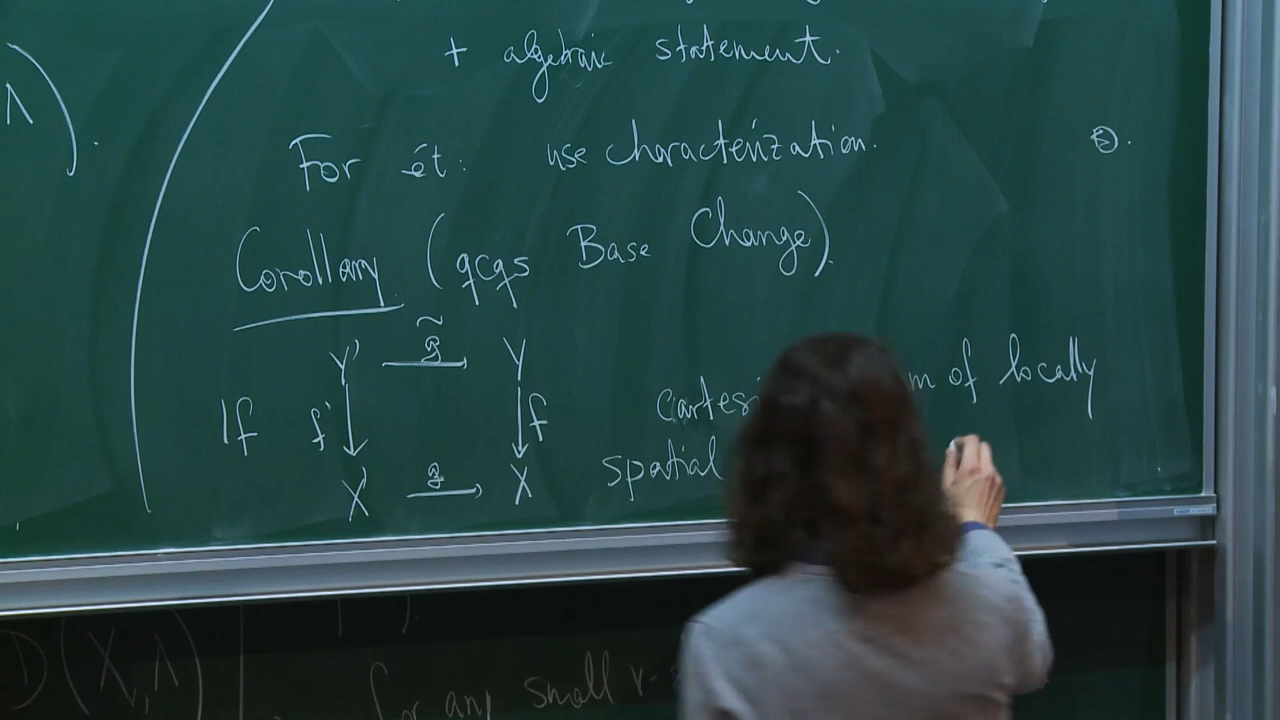 Λ).
+ algebraic statement.
For ét: use characterization.
Corollary (qcqs Base Change).
Y' g̃ Y
If f' f Cartes m of locally
X' g X spatial
D(X, Λ) for any small v-